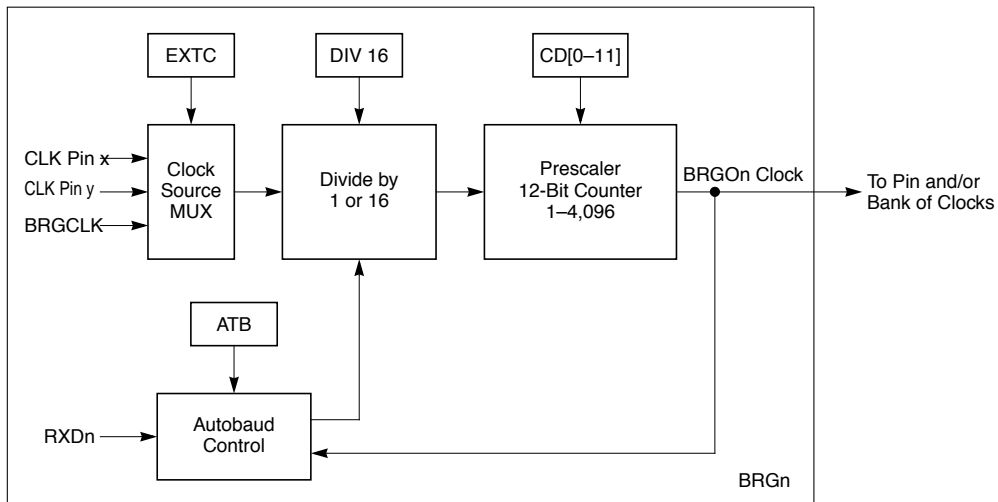 EXTC
DIV 16
CD[0–11]
CLK Pin x
CLK Pin y
BRGCLK
Clock
Source
MUX
Divide by
1 or 16
Prescaler
12-Bit Counter
1–4,096
BRGOn Clock
To Pin and/or
Bank of Clocks
ATB
RXDn
Autobaud
Control
BRGn